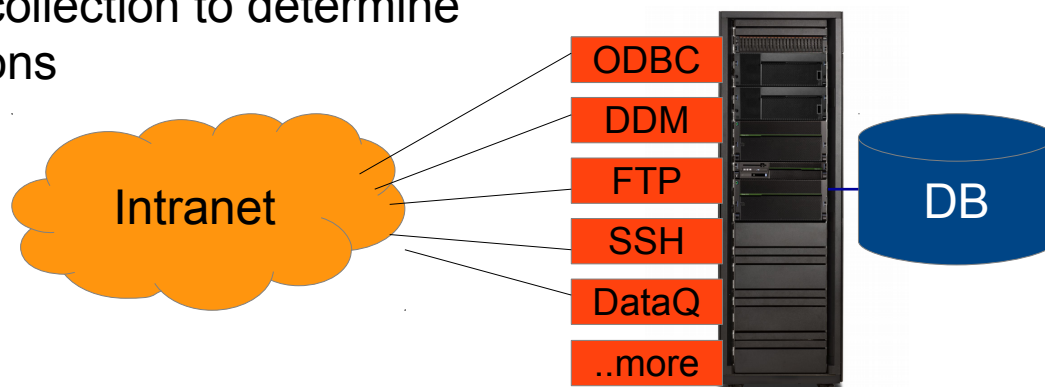 collection to determine
ons
ODBC
DDM
FTP
SSH
DataQ
..more
Intranet
DB